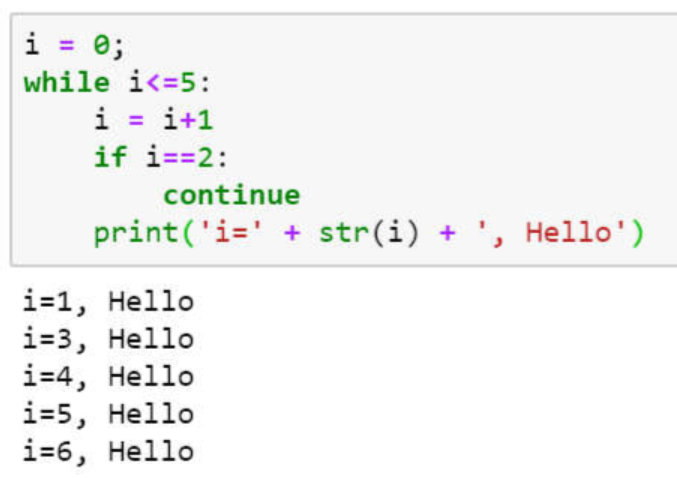 i = 0;
while i<=5:
    i = i+1
    if i==2:
        continue
    print('i=' + str(i) + ', Hello')
i=1, Hello
i=3, Hello
i=4, Hello
i=5, Hello
i=6, Hello